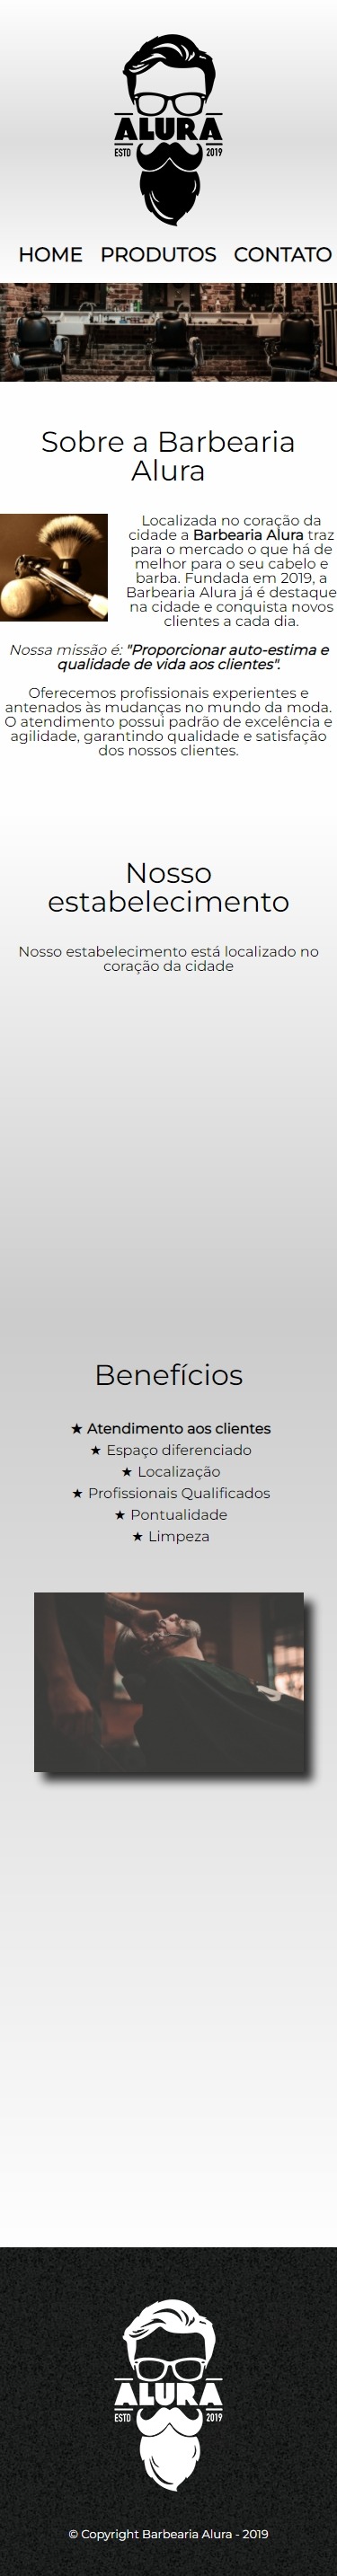 ALURA
ESTD 2019
HOME PRODUTOS CONTATO
Sobre a Barbearia
Alura
Localizada no coração da
cidade a Barbearia Alura traz
para o mercado o que há de
melhor para o seu cabelo e
barba. Fundada em 2019, a
Barbearia Alura já é destaque
na cidade e conquista novos
clientes a cada dia.
Nossa missão é: "Proporcionar auto-estima e
qualidade de vida aos clientes".
Oferecemos profissionais experientes e
antenados às mudanças no mundo da moda.
O atendimento possui padrão de excelência e
agilidade, garantindo qualidade e satisfação
dos nossos clientes.
Nosso
estabelecimento
Nosso estabelecimento está localizado no
coração da cidade
Benefícios
★ Atendimento aos clientes
★ Espaço diferenciado
★ Localização
★ Profissionais Qualificados
★ Pontualidade
★ Limpeza
ALURA
ESTD 2019
© Copyright Barbearia Alura - 2019